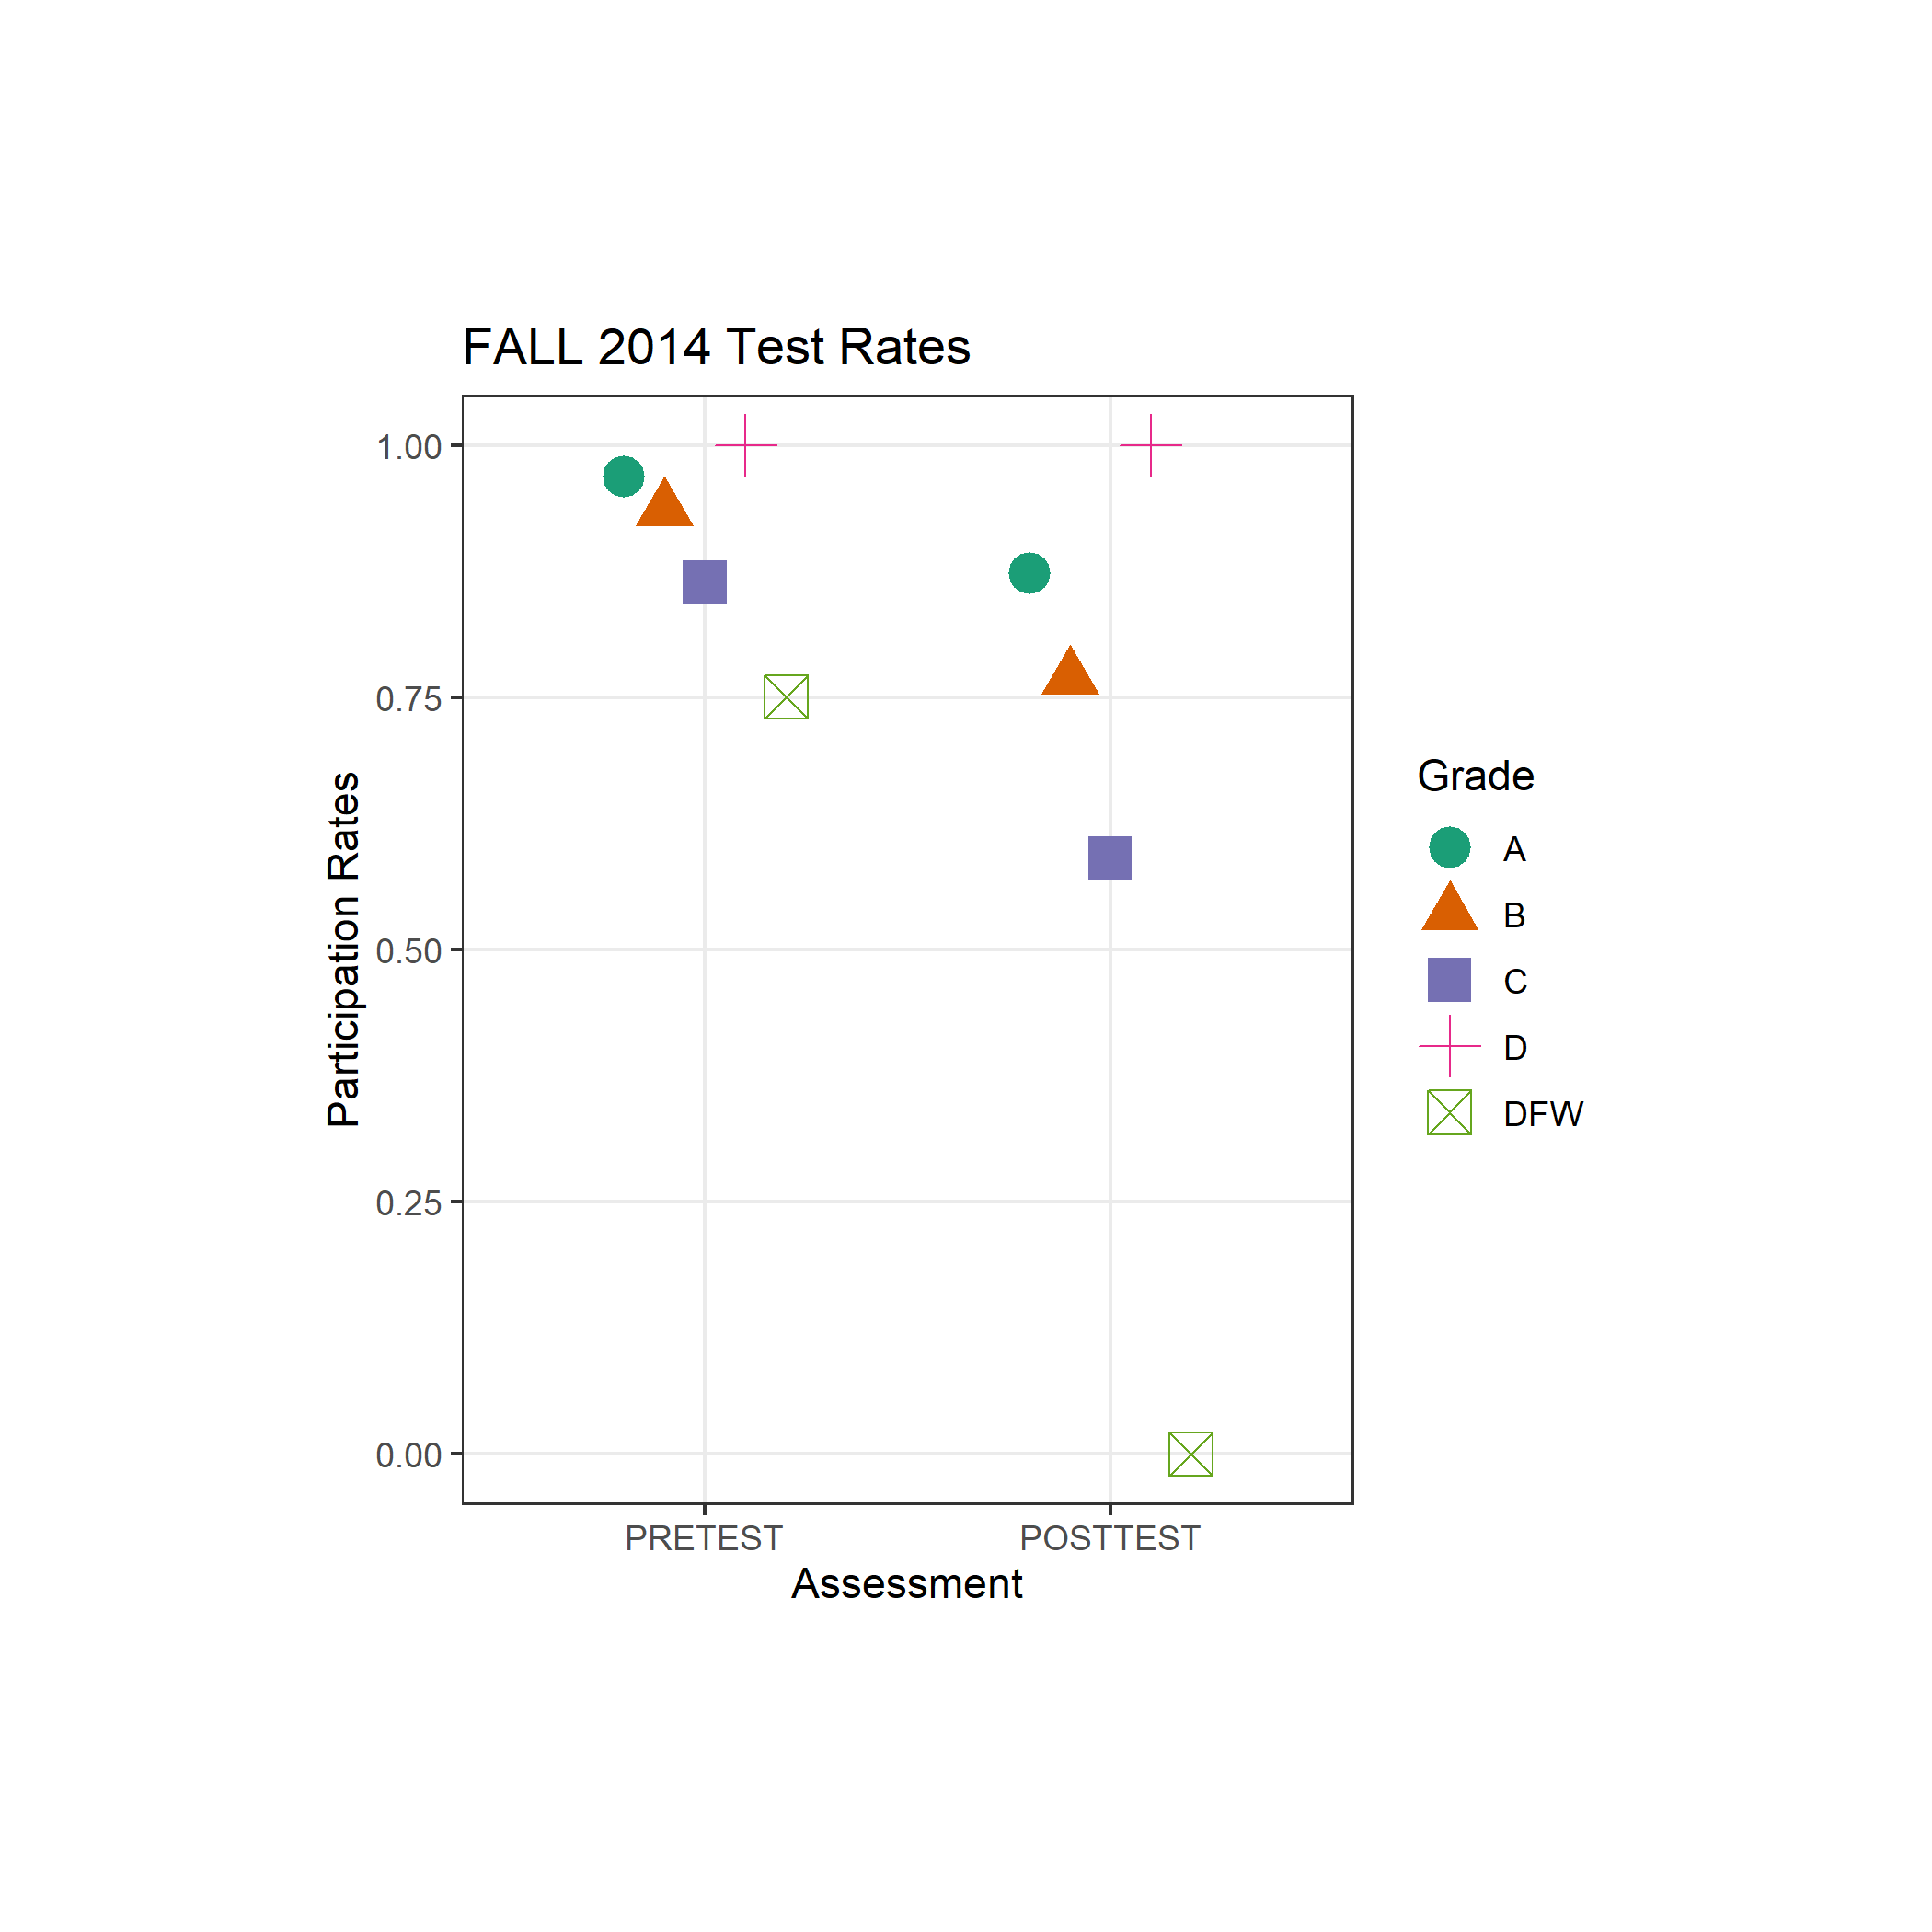 FALL 2014 Test Rates
1.00
0.75
0.50
0.25
0.00
Participation Rates
PRETEST
POSTTEST
Assessment
Grade
A
B
C
D
DFW